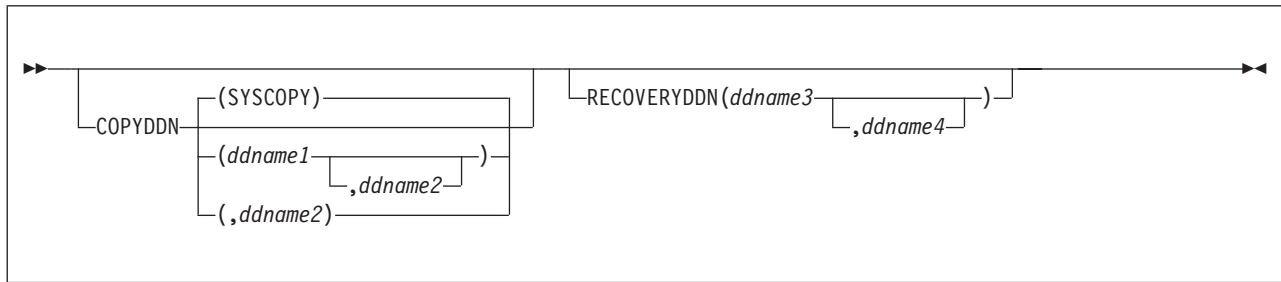 (SYSCOPY)
COPYDDN
(ddname1
)
,ddname2
(,ddname2)
RECOVERYDDN(ddname3
)
,ddname4